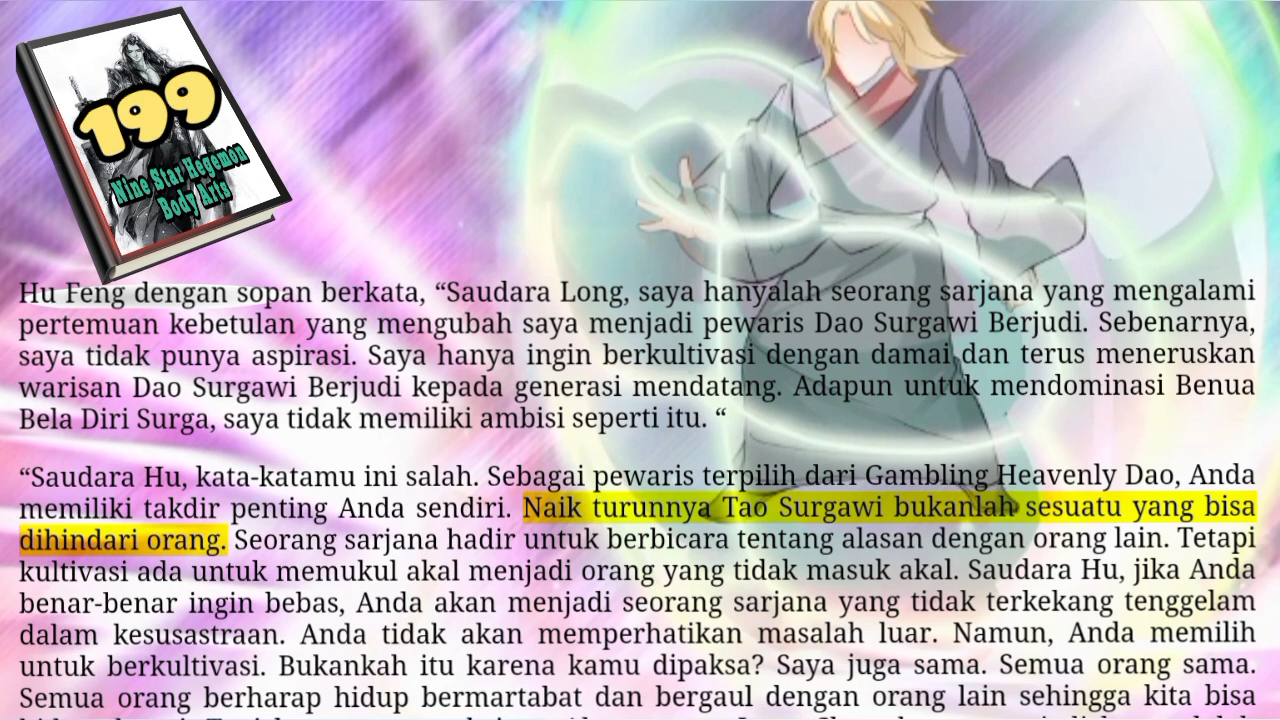 199
Nine Star Hegemon
Body Arts
Hu Feng dengan sopan berkata, “Saudara Long, saya hanyalah seorang sarjana yang mengalami
pertemuan kebetulan yang mengubah saya menjadi pewaris Dao Surgawi Berjudi. Sebenarnya,
saya tidak punya aspirasi. Saya hanya ingin berkultivasi dengan damai dan terus meneruskan
warisan Dao Surgawi Berjudi kepada generasi mendatang. Adapun untuk mendominasi Benua
Bela Diri Surga, saya tidak memiliki ambisi seperti itu. “
“Saudara Hu, kata-katamu ini salah. Sebagai pewaris terpilih dari Gambling Heavenly Dao, Anda
memiliki takdir penting Anda sendiri. Naik turunnya Tao Surgawi bukanlah sesuatu yang bisa
dihindari orang. Seorang sarjana hadir untuk berbicara tentang alasan dengan orang lain. Tetapi
kultivasi ada untuk memukul akal menjadi orang yang tidak masuk akal. Saudara Hu, jika Anda
benar-benar ingin bebas, Anda akan menjadi seorang sarjana yang tidak terkekang tenggelam
dalam kesusastraan. Anda tidak akan memperhatikan masalah luar. Namun, Anda memilih
untuk berkultivasi. Bukankah itu karena kamu dipaksa? Saya juga sama. Semua orang sama.
Semua orang berharap hidup bermartabat dan bergaul dengan orang lain sehingga kita bisa